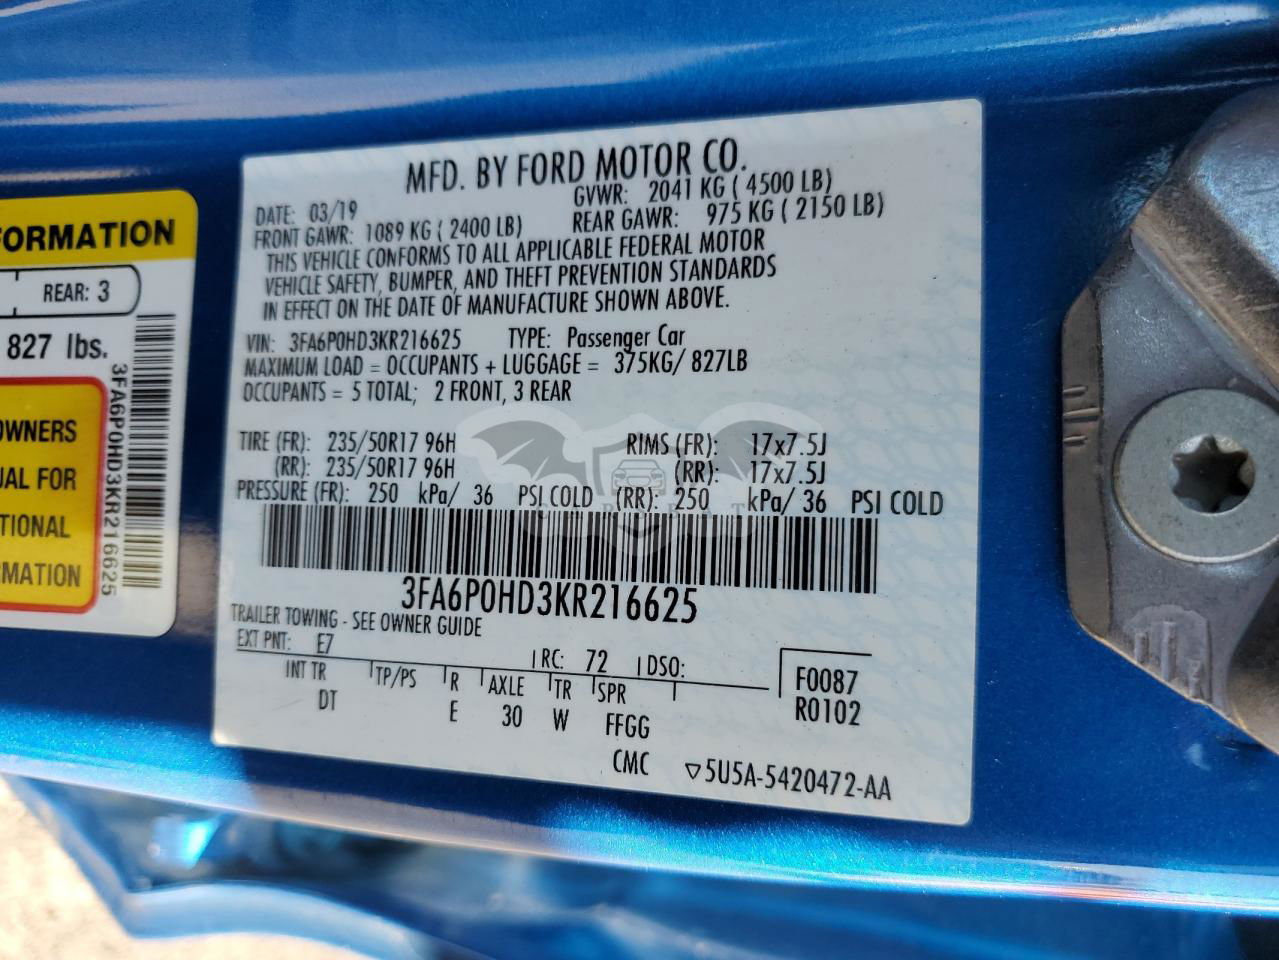 FORMATION
REAR: 3
827 lbs.
OWNERS
UAL FOR
TIONAL
MATION
3FA6P0HD3KR216625
MFD. BY FORD MOTOR CO.
DATE: 03/19 GVWR: 2041 KG ( 4500 LB)
FRONT GAWR: 1089 KG ( 2400 LB) REAR GAWR: 975 KG ( 2150 LB)
THIS VEHICLE CONFORMS TO ALL APPLICABLE FEDERAL MOTOR
VEHICLE SAFETY, BUMPER, AND THEFT PREVENTION STANDARDS
IN EFFECT ON THE DATE OF MANUFACTURE SHOWN ABOVE.
VIN: 3FA6P0HD3KR216625 TYPE: Passenger Car
MAXIMUM LOAD = OCCUPANTS + LUGGAGE = 375KG/ 827LB
OCCUPANTS = 5 TOTAL; 2 FRONT, 3 REAR
TIRE (FR): 235/50R17 96H RIMS (FR): 17x7.5J
(RR): 235/50R17 96H (RR): 17x7.5J
PRESSURE (FR): 250 kPa/ 36 PSI COLD (RR): 250 kPa/ 36 PSI COLD
3FA6P0HD3KR216625
TRAILER TOWING - SEE OWNER GUIDE
EXT PNT: E7 RC: 72 DSO:
INT TR TP/PS R AXLE TR SPR F0087
DT E 30 W FFGG R0102
CMC ▽5U5A-5420472-AA